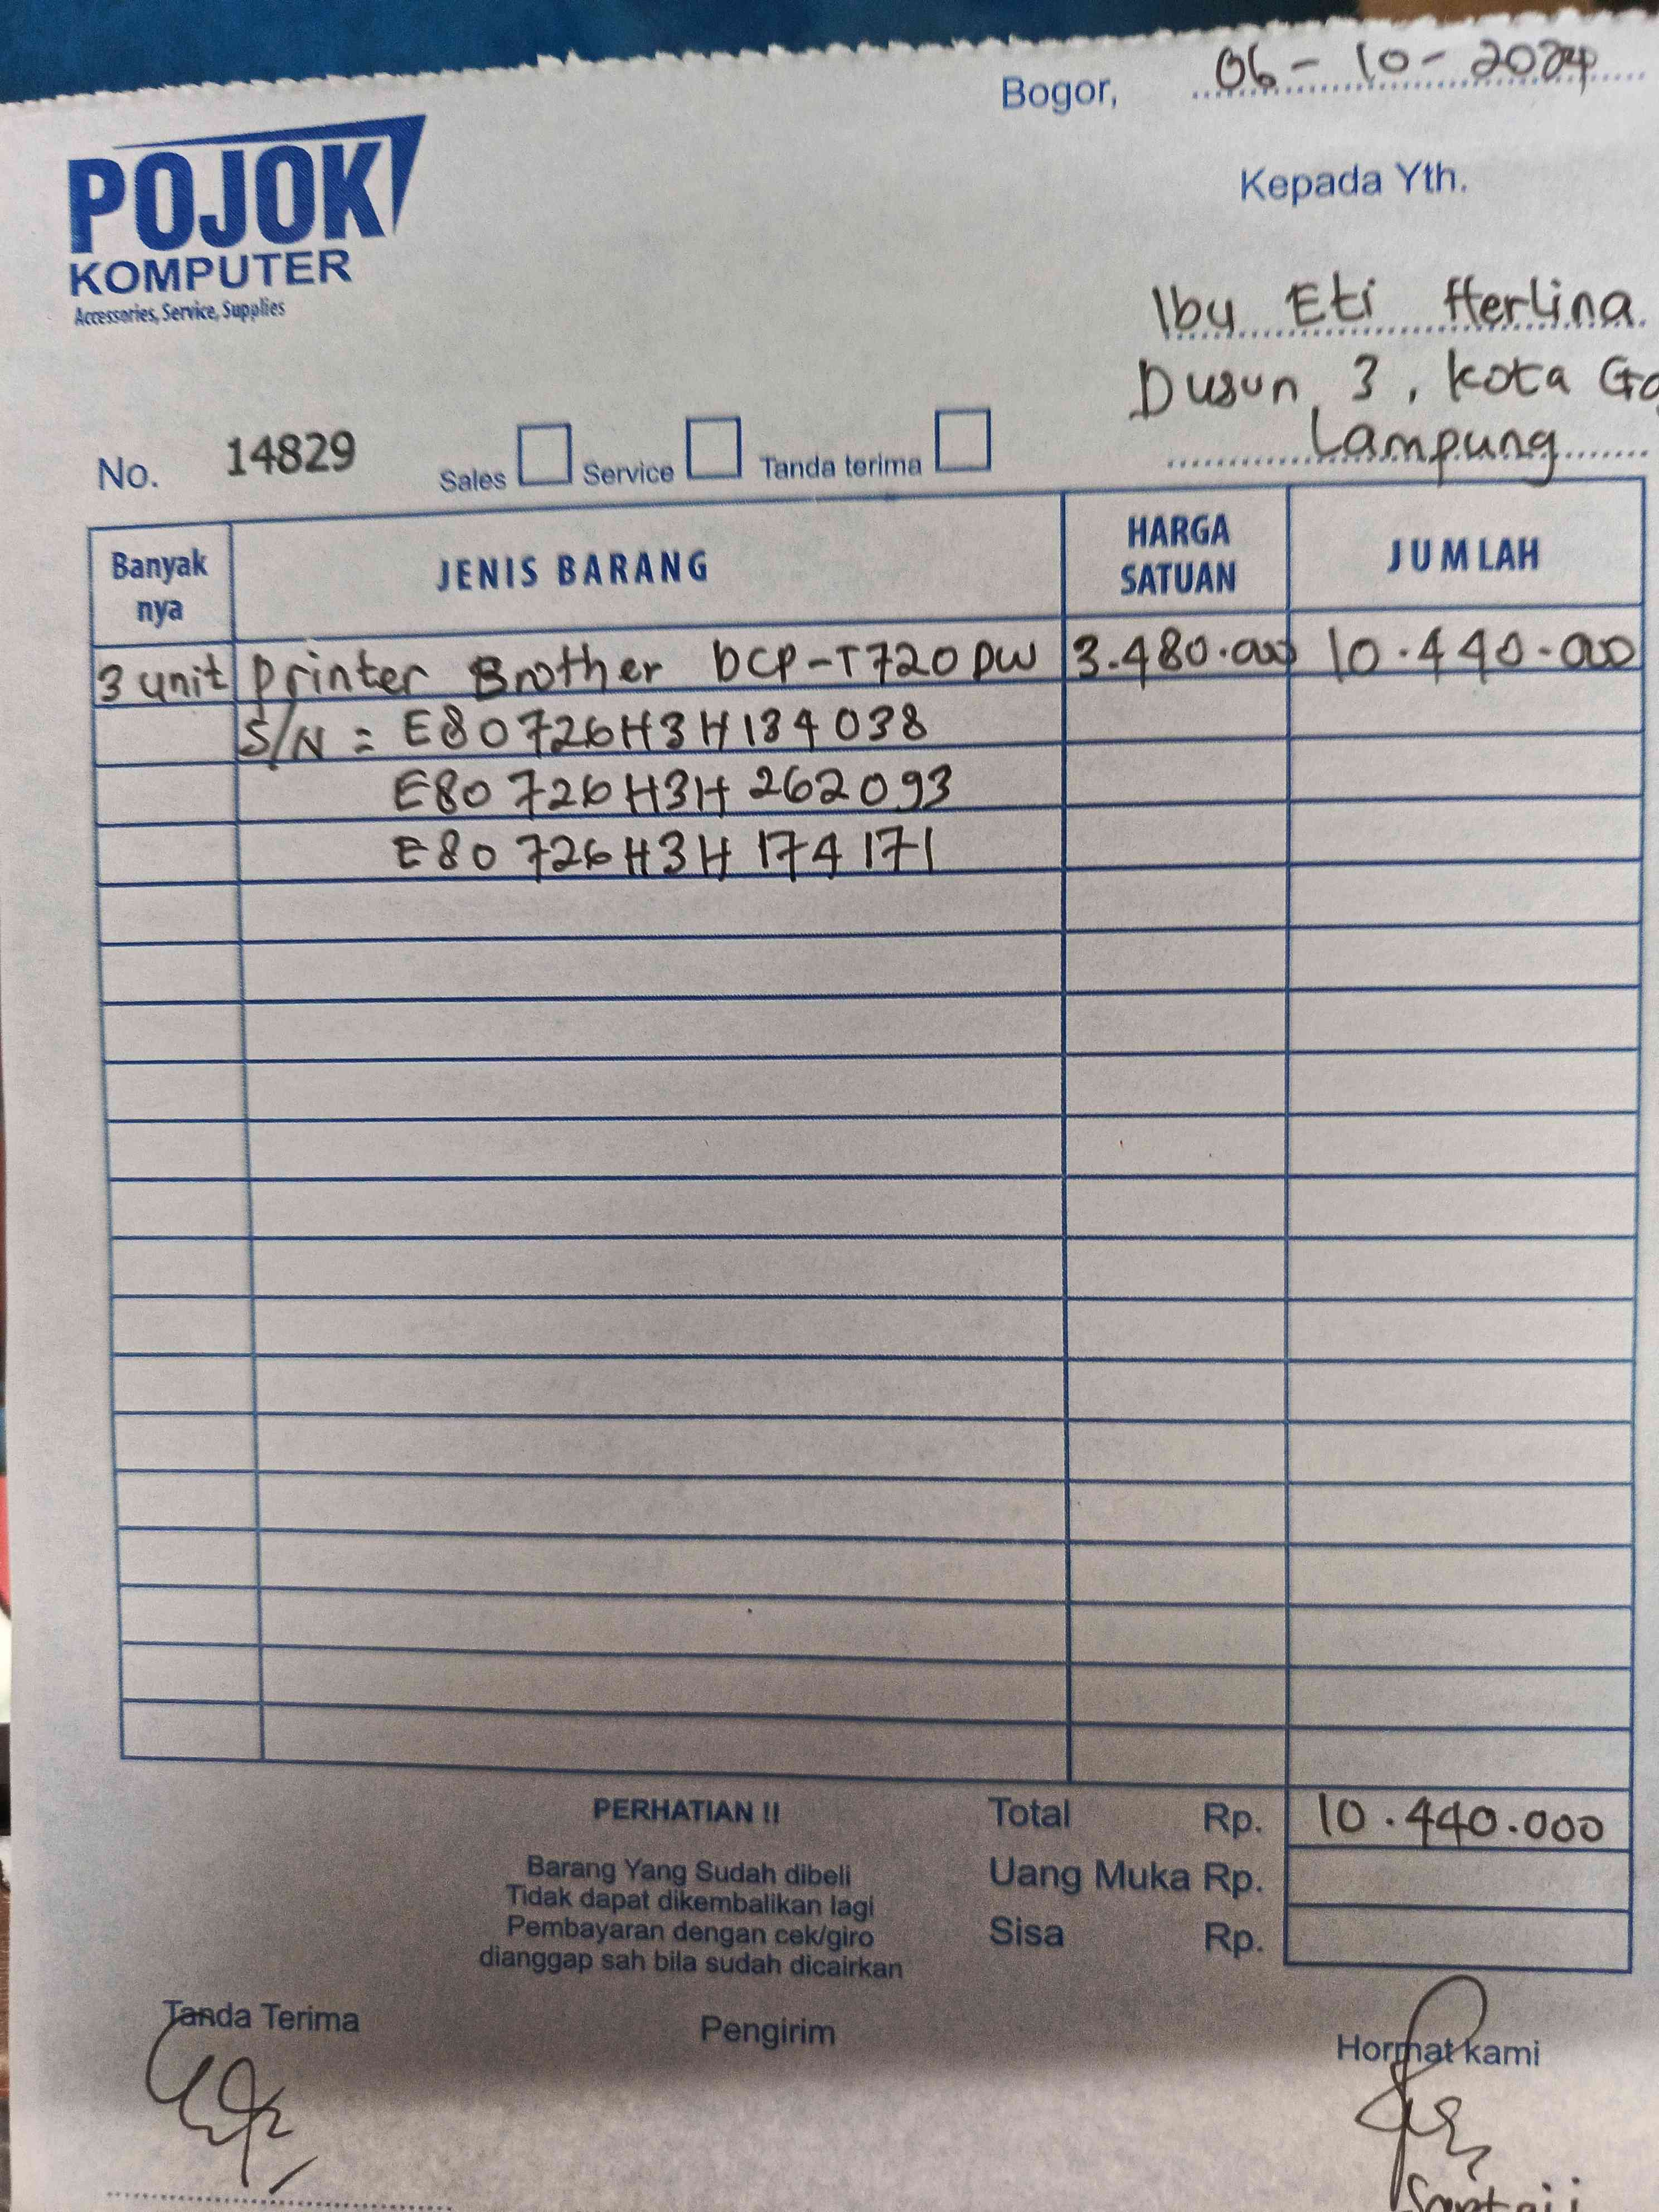 Bogor, 06 - 10 - 2024
POJOK
KOMPUTER
Accessories, Service, Supplies
Kepada Yth.
Ibu Eti Herlina
Dusun 3, Kota
Lampung
No. 14829 Sales Service Tanda terima
Banyak nya JENIS BARANG HARGA SATUAN JUMLAH
3 unit Printer Brother DCP-T720DW 3.480.000 10.440.000
S/N = E80726H3H134038
E80726H3H262093
E80726H3H174171
PERHATIAN !!
Barang Yang Sudah dibeli
Tidak dapat dikembalikan lagi
Pembayaran dengan cek/giro
dianggap sah bila sudah dicairkan
Total Rp. 10.440.000
Uang Muka Rp.
Sisa Rp.
Tanda Terima Pengirim Hormat kami